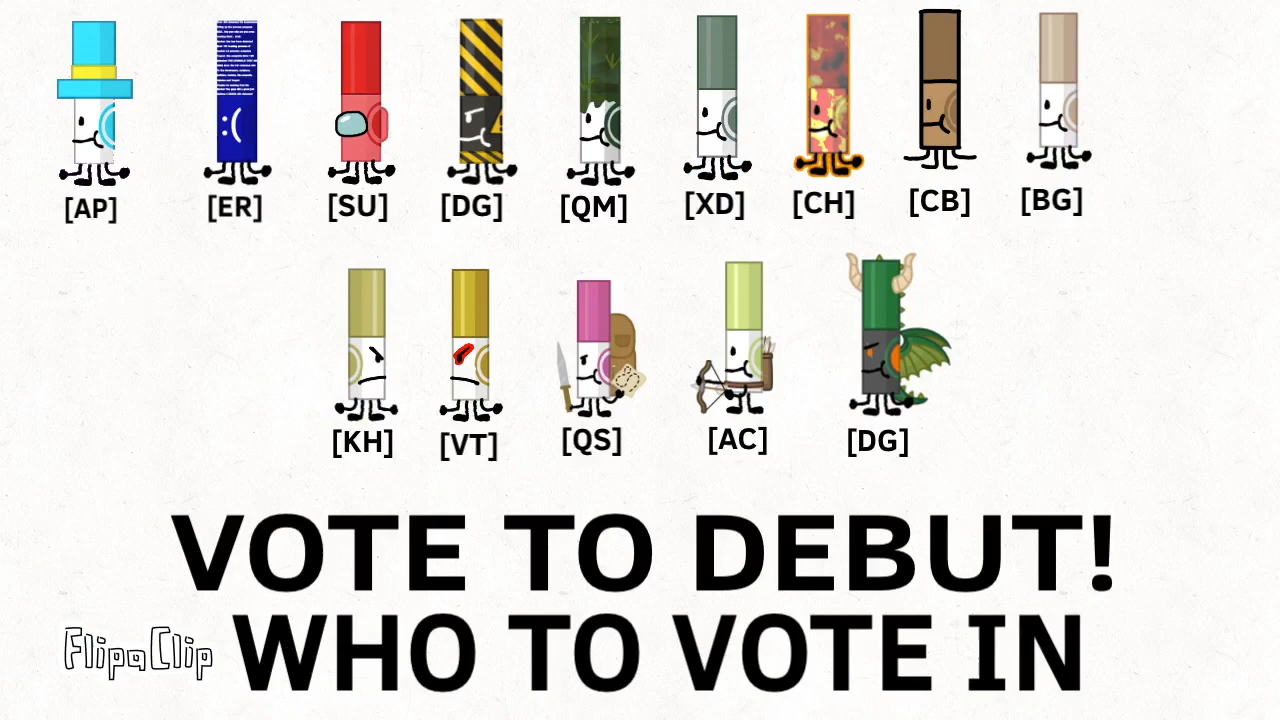 [AP] [ER] [SU] [DG] [QM] [XD] [CH] [CB] [BG]
[KH] [VT] [QS] [AC] [DG]
VOTE TO DEBUT!
FlipaClip WHO TO VOTE IN